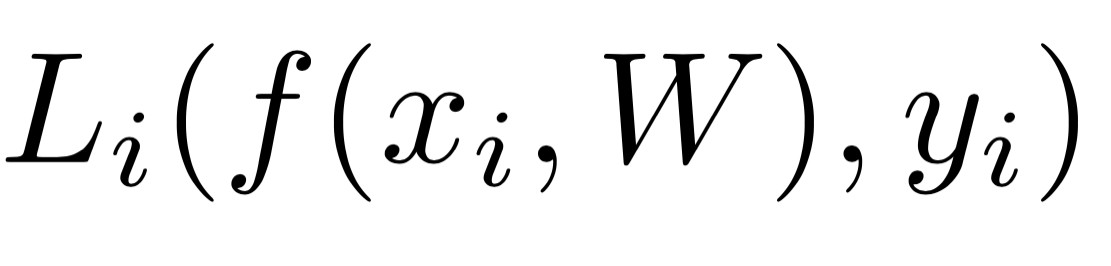 L_i(f(x_i, W), y_i)